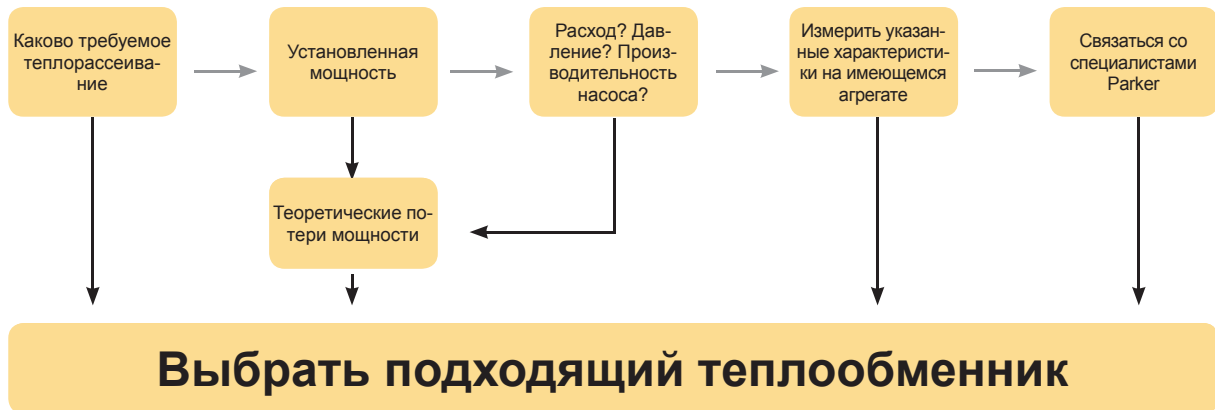 Каково требуемое
теплорассеива-
ние
Установленная
мощность
Расход? Дав-
ление? Произ-
водительность
насоса?
Измерить указан-
ные характеристи-
ки на имеющемся
агрегате
Связаться со
специалистами
Parker
Теоретические по-
тери мощности
Выбрать подходящий теплообменник